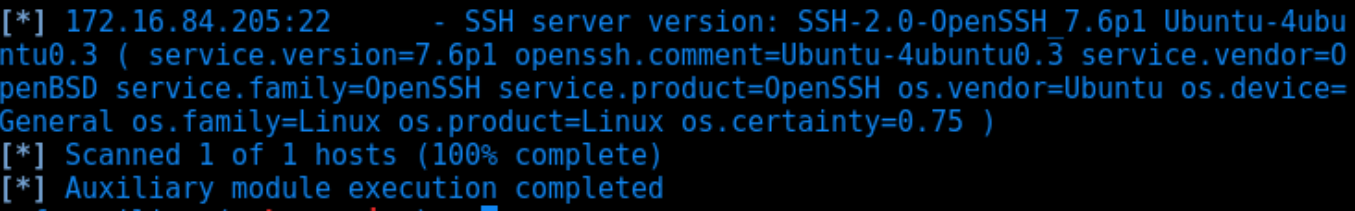 [*] 172.16.84.205:22      - SSH server version: SSH-2.0-OpenSSH_7.6p1 Ubuntu-4ubu
ntu0.3 ( service.version=7.6p1 openssh.comment=Ubuntu-4ubuntu0.3 service.vendor=O
penBSD service.family=OpenSSH service.product=OpenSSH os.vendor=Ubuntu os.device=
General os.family=Linux os.product=Linux os.certainty=0.75 )
[*] Scanned 1 of 1 hosts (100% complete)
[*] Auxiliary module execution completed